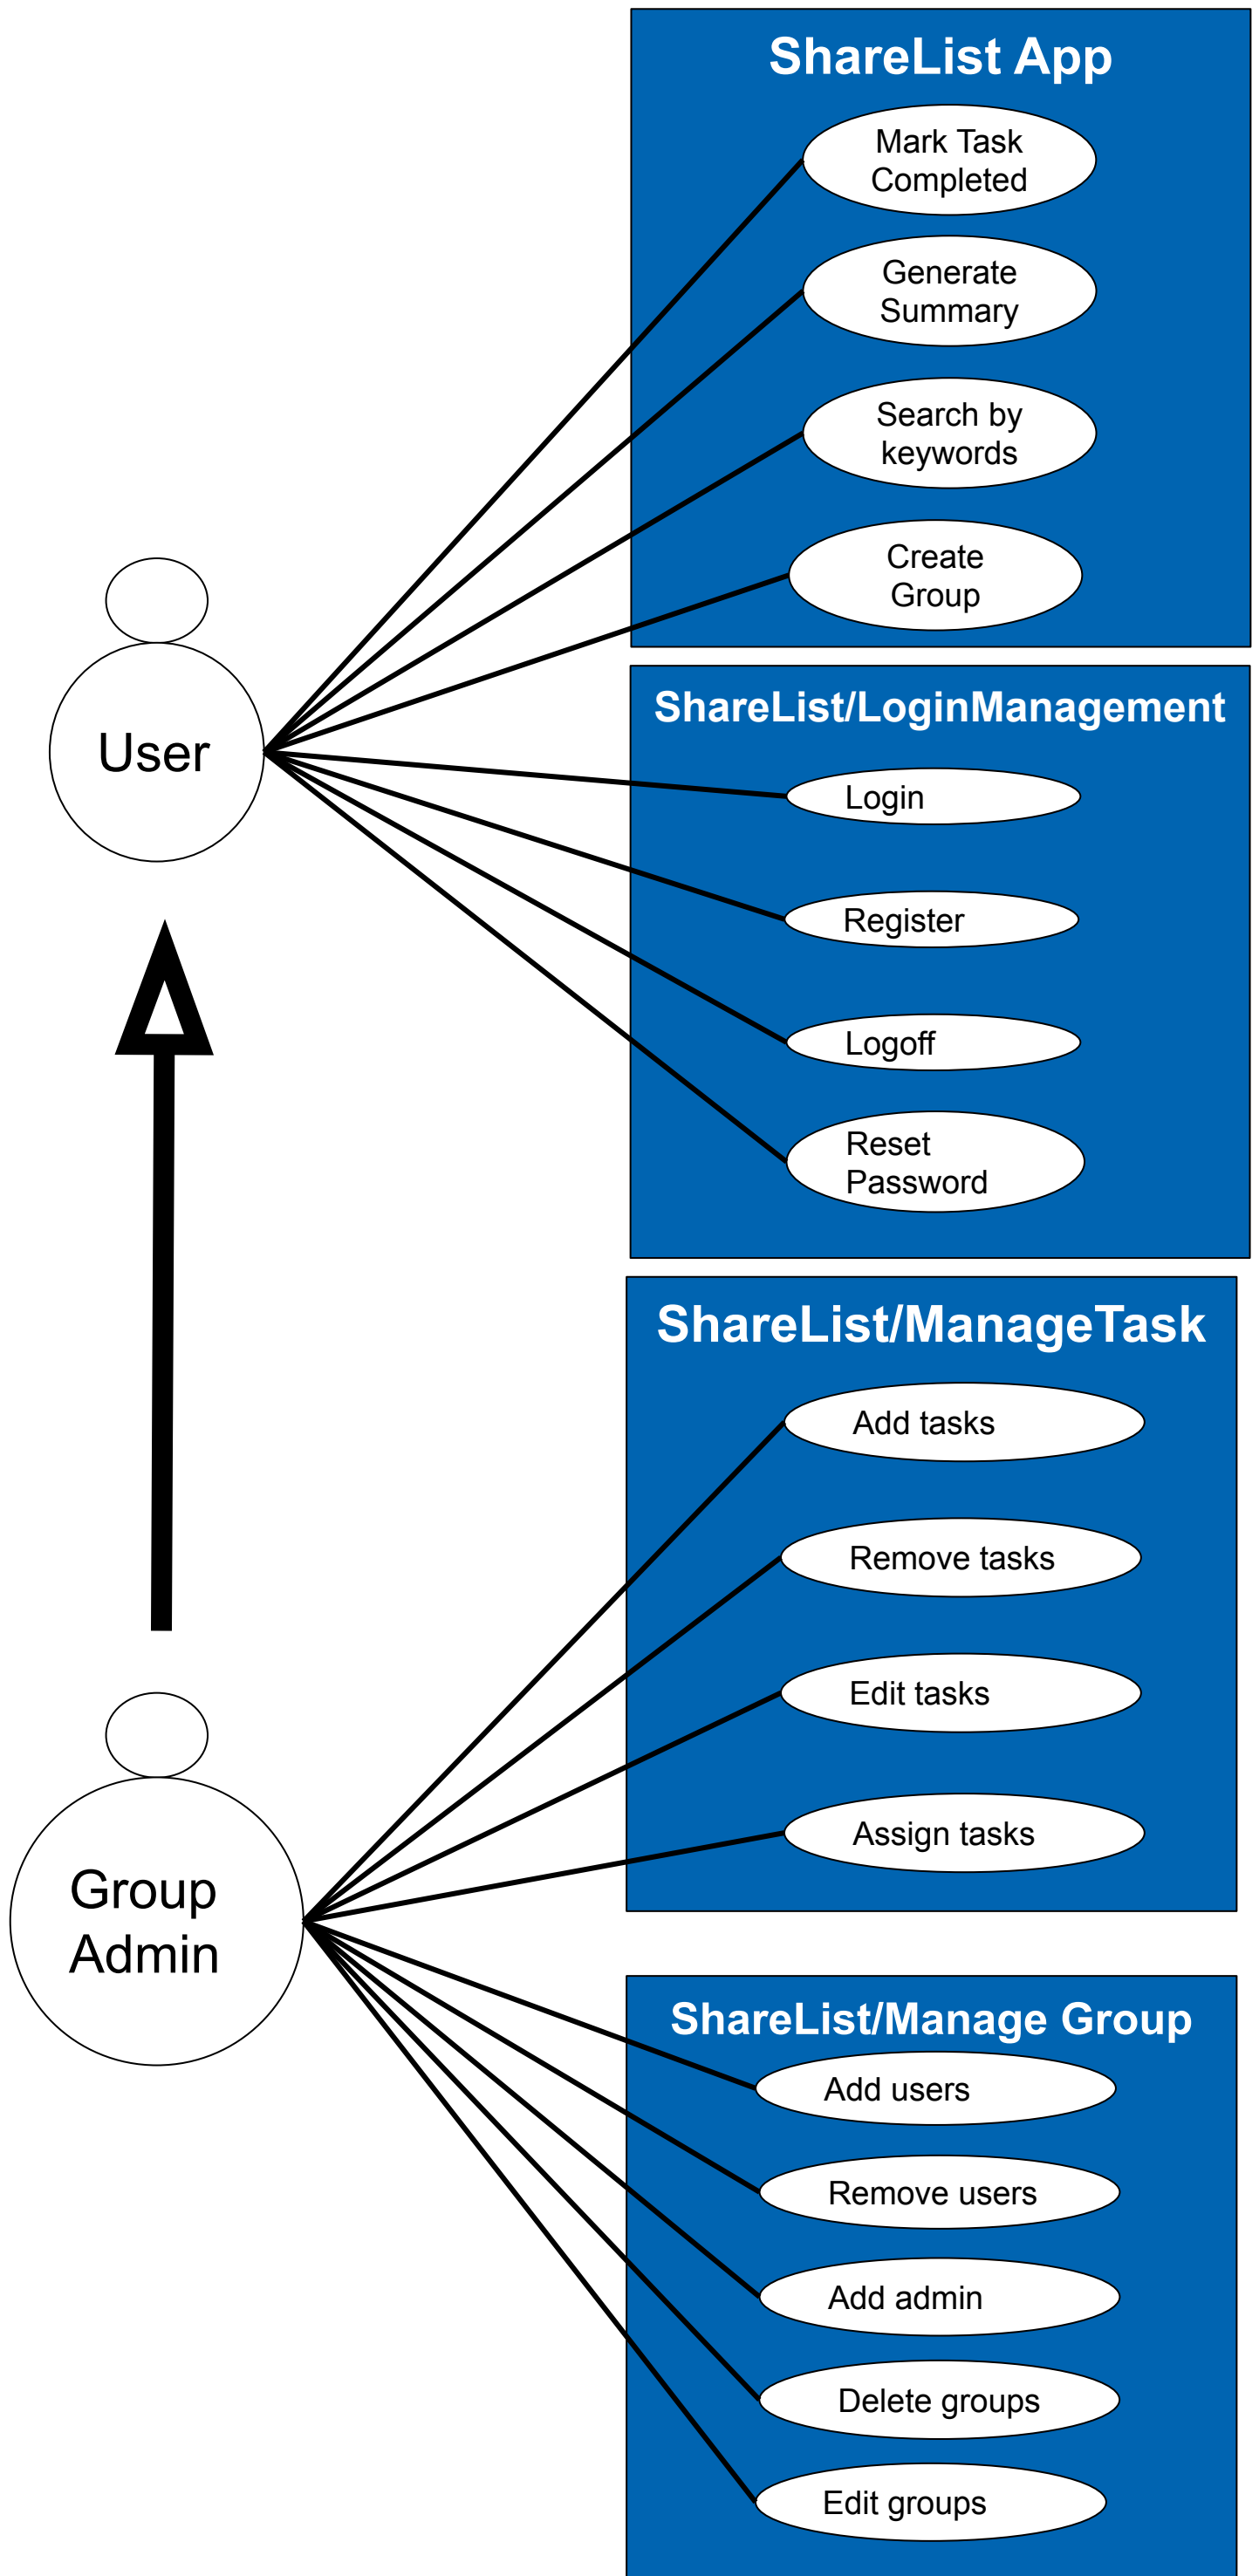 ShareList App
Mark Task
Completed
Generate
Summary
Search by
keywords
Create
Group
User
ShareList/LoginManagement
Login
Register
Logoff
Reset
Password
ShareList/ManageTask
Add tasks
Remove tasks
Edit tasks
Assign tasks
Group
Admin
ShareList/Manage Group
Add users
Remove users
Add admin
Delete groups
Edit groups